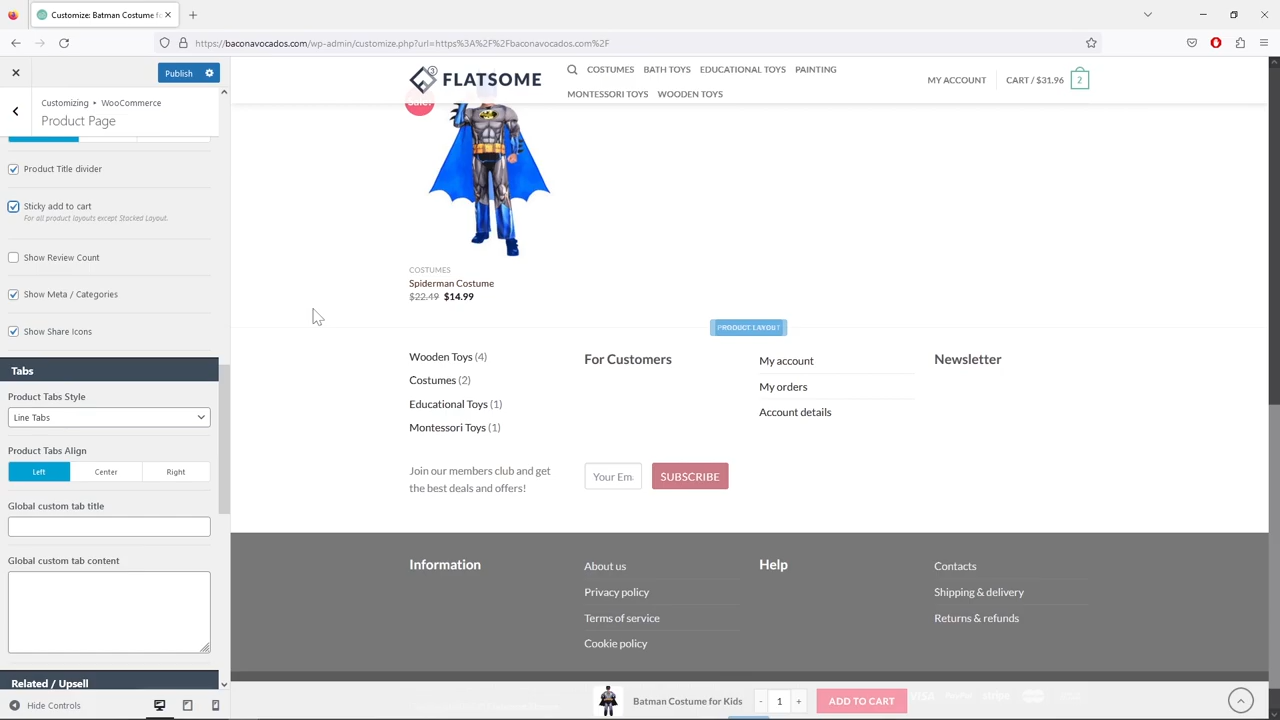 Customize: Batman Costume fo
https://baconavocados.com/wp-admin/customize.php?url=https%3A%2F%2Fbaconavocados.com%2F
Publish
Customizing ▸ WooCommerce
Product Page
Product Title divider
Sticky add to cart
For all product layouts except Stacked Layout.
Show Review Count
Show Meta / Categories
Show Share Icons
Tabs
Product Tabs Style
Line Tabs
Product Tabs Align
Left
Center
Right
Global custom tab title
Global custom tab content
Related / Upsell
Hide Controls
3
FLATSOME
COSTUMES
BATH TOYS
EDUCATIONAL TOYS
PAINTING
MONTESSORI TOYS
WOODEN TOYS
MY ACCOUNT
CART / $31.96
2
Sale!
COSTUMES
Spiderman Costume
$22.49 $14.99
PRODUCT LAYOUT
Wooden Toys (4)
Costumes (2)
Educational Toys (1)
Montessori Toys (1)
For Customers
My account
My orders
Account details
Newsletter
Join our members club and get
the best deals and offers!
Your Em
SUBSCRIBE
Information
About us
Privacy policy
Terms of service
Cookie policy
Help
Contacts
Shipping & delivery
Returns & refunds
Batman Costume for Kids
- 1 +
ADD TO CART
VISA
PayPal
stripe